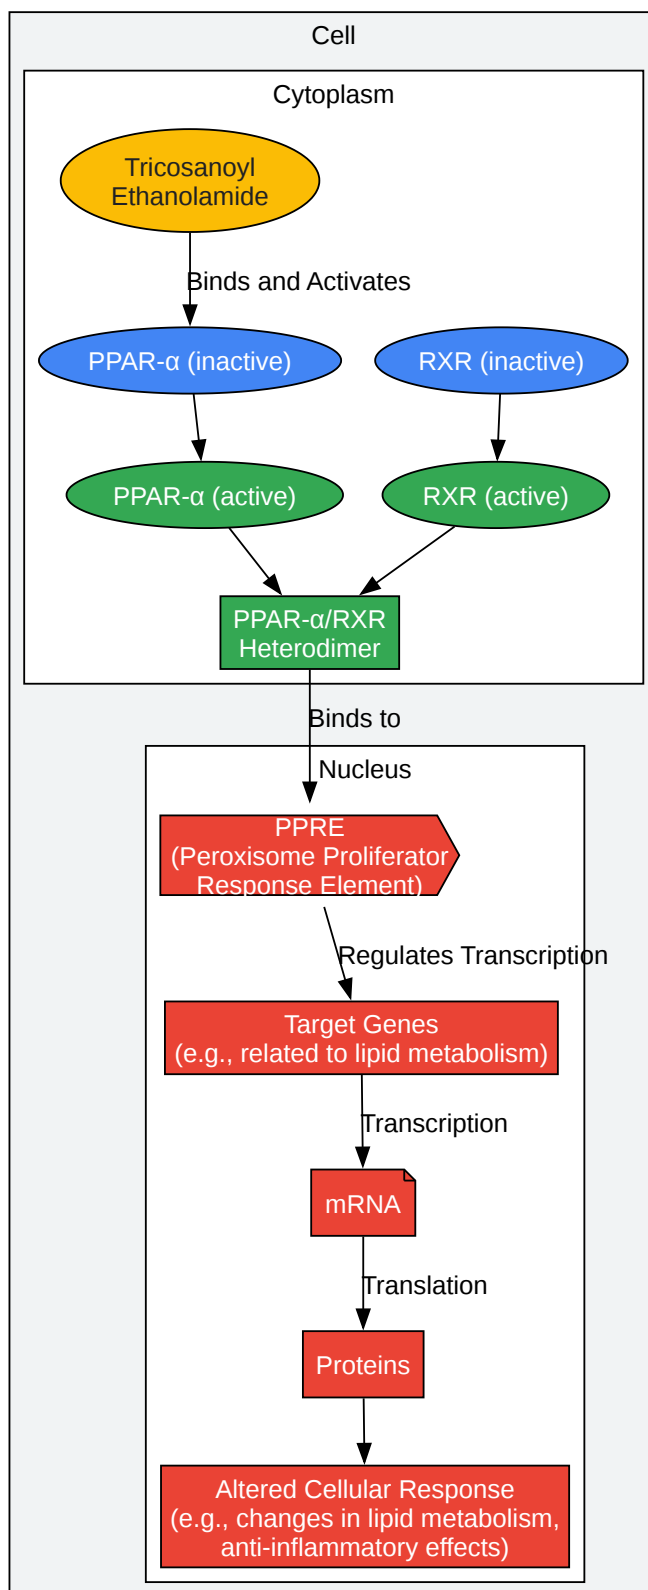 Cell
Cytoplasm
Tricosanoyl
Ethanolamide
Binds and Activates
PPAR-α (inactive)
RXR (inactive)
PPAR-α (active)
RXR (active)
PPAR-α/RXR
Heterodimer
Binds to
Nucleus
PPRE
(Peroxisome Proliferator
Response Element)
Regulates Transcription
Target Genes
(e.g., related to lipid metabolism)
Transcription
mRNA
Translation
Proteins
Altered Cellular Response
(e.g., changes in lipid metabolism,
anti-inflammatory effects)